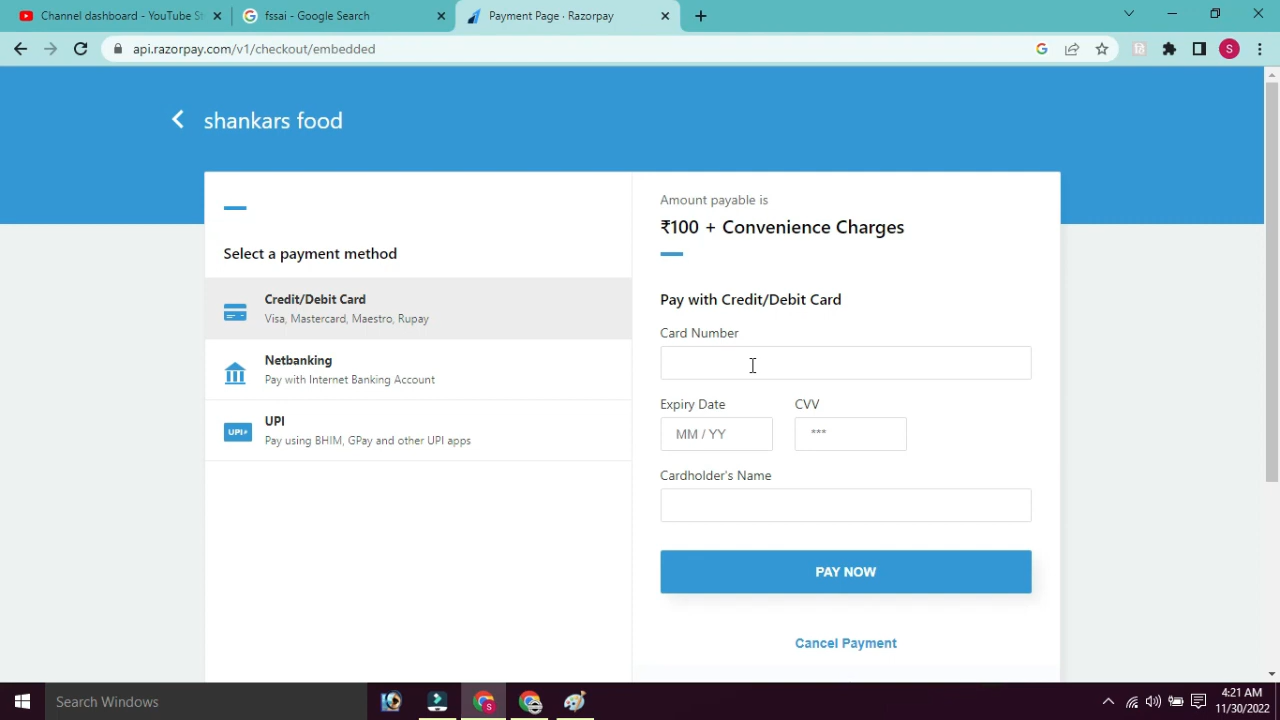 Channel dashboard - YouTube St
fssai - Google Search
Payment Page · Razorpay
api.razorpay.com/v1/checkout/embedded
S
shankars food
Select a payment method
Credit/Debit Card
Visa, Mastercard, Maestro, Rupay
Netbanking
Pay with Internet Banking Account
UPI
UPI
Pay using BHIM, GPay and other UPI apps
Amount payable is
₹100 + Convenience Charges
Pay with Credit/Debit Card
Card Number
Expiry Date
CVV
MM / YY
***
Cardholder's Name
PAY NOW
Cancel Payment
Search Windows
4:21 AM
11/30/2022